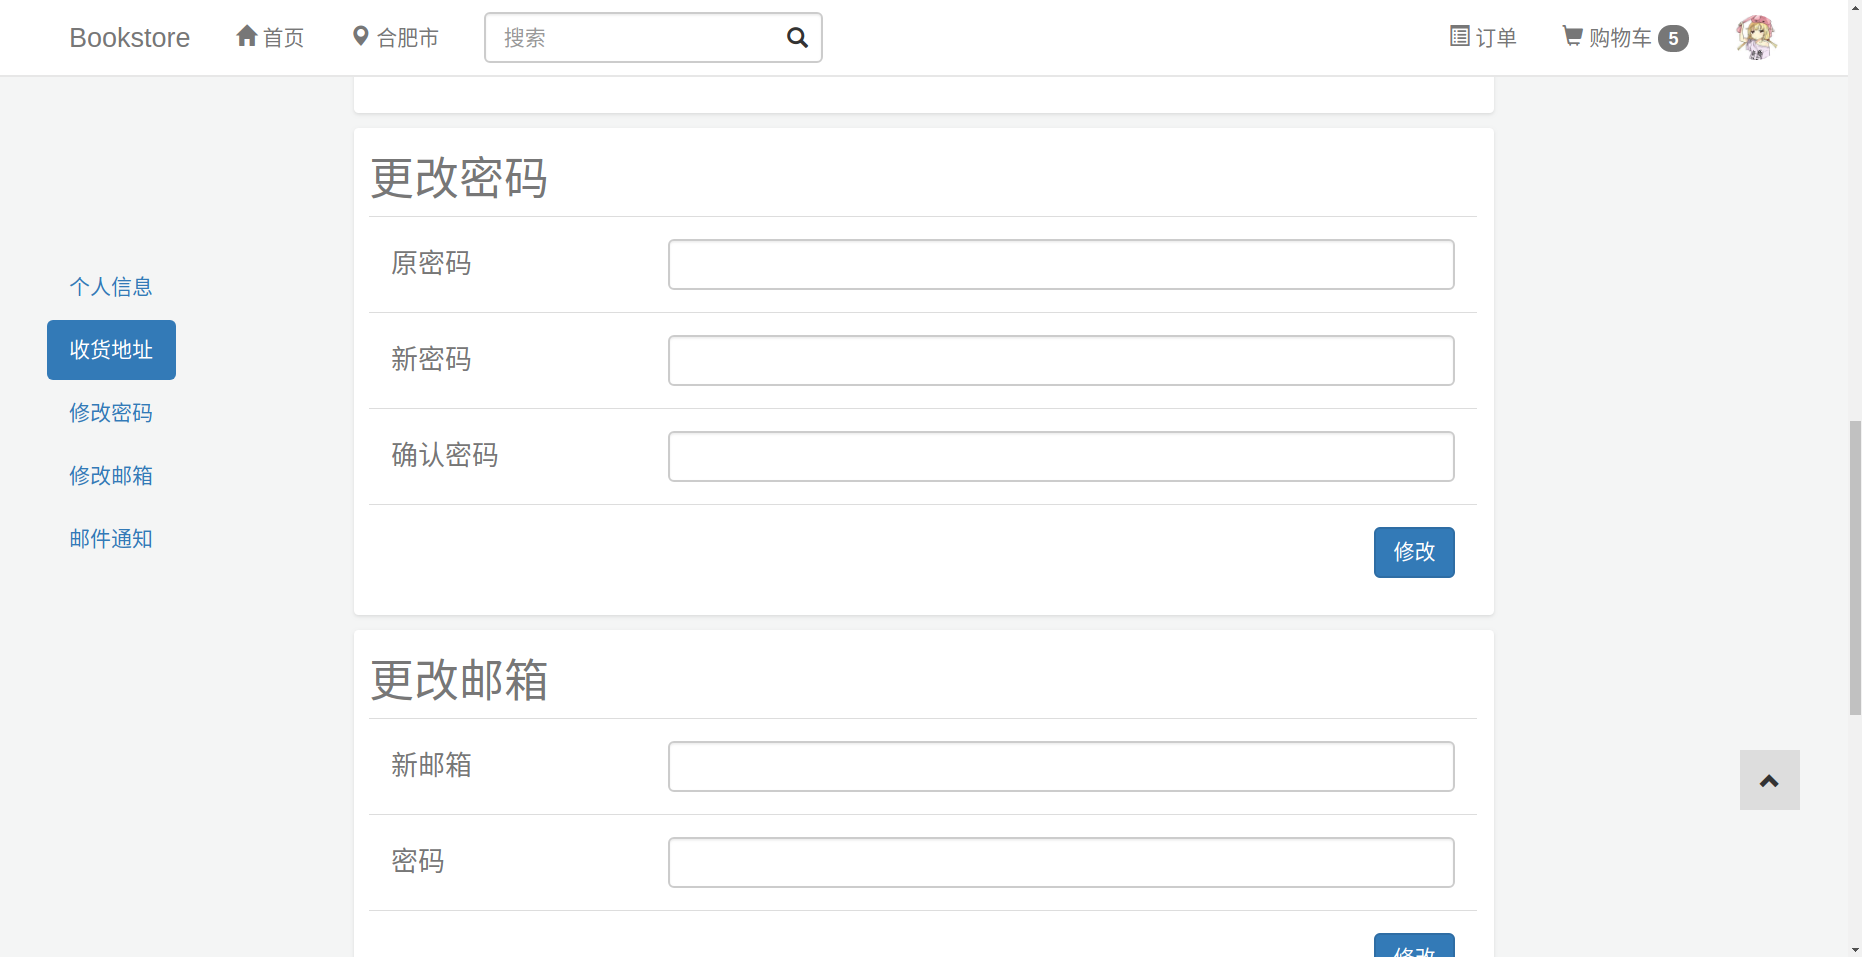 Bookstore 首页 合肥市 搜索 订单 购物车 5
个人信息
收货地址
修改密码
修改邮箱
邮件通知
更改密码
原密码
新密码
确认密码
修改
更改邮箱
新邮箱
密码
修改